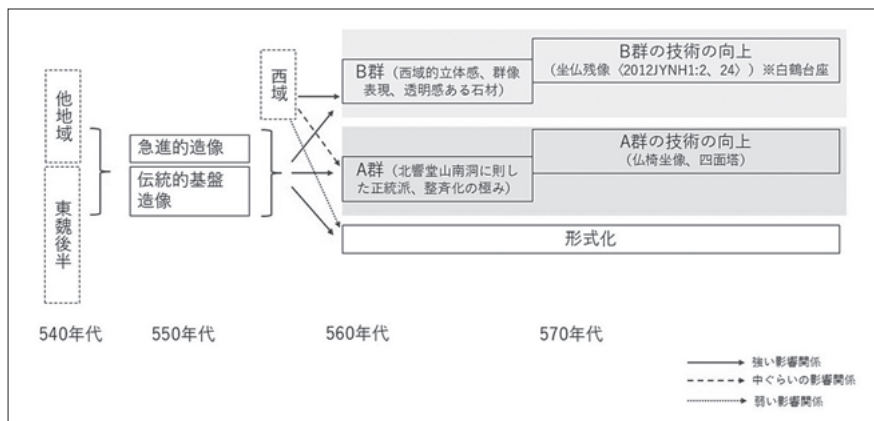 他地域
東魏後半
急進的造像
伝統的基盤
造像
西域
B群（西域的立体感、群像
表現、透明感ある石材）
B群の技術の向上
（坐仏残像〈2012JYNH1:2、24〉）※白鶴台座
A群（北響堂山南洞に則し
た正統派、整斉化の極み）
A群の技術の向上
（仏椅坐像、四面塔）
形式化
540年代
550年代
560年代
570年代
強い影響関係
中ぐらいの影響関係
弱い影響関係